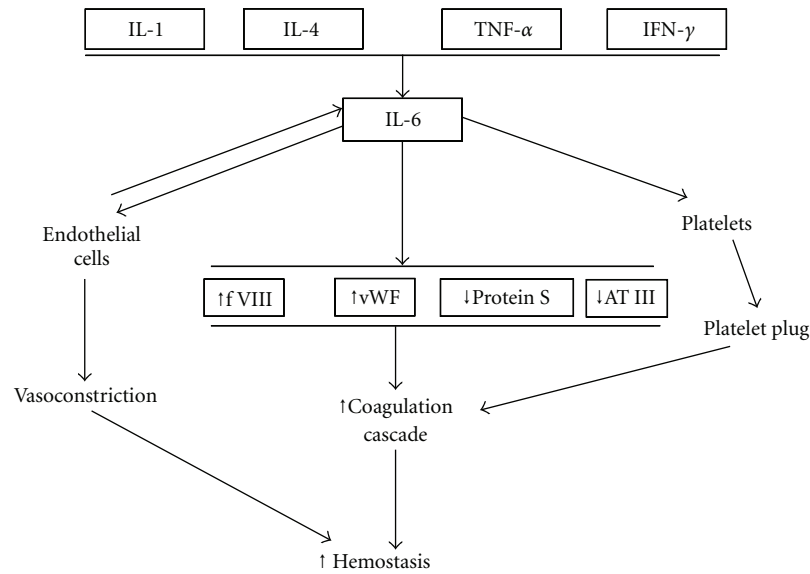 IL-1
IL-4
TNF-α
IFN-γ
IL-6
Endothelial
cells
Platelets
↑f VIII
↑vWF
↓Protein S
↓AT III
Platelet plug
Vasoconstriction
↑Coagulation
cascade
↑ Hemostasis